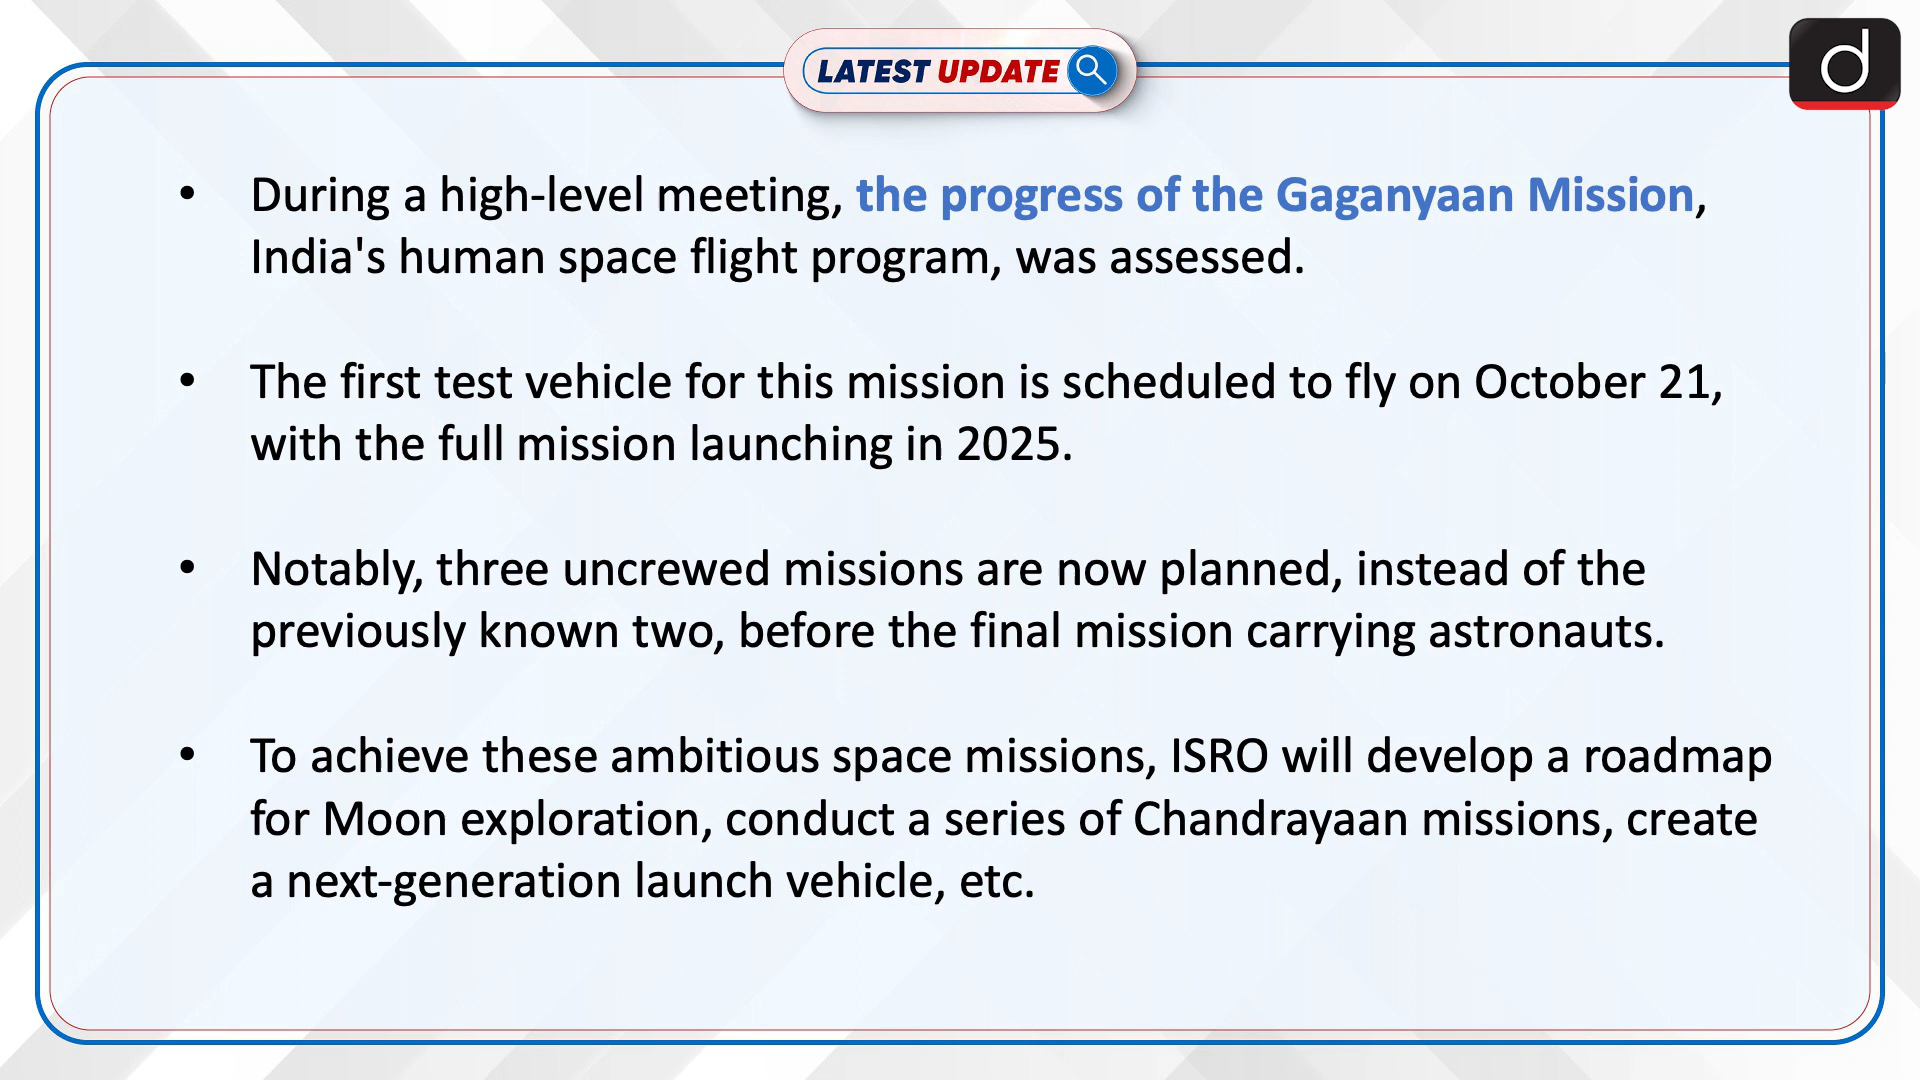 LATEST UPDATE
d
• During a high-level meeting, the progress of the Gaganyaan Mission,
India's human space flight program, was assessed.
• The first test vehicle for this mission is scheduled to fly on October 21,
with the full mission launching in 2025.
• Notably, three uncrewed missions are now planned, instead of the
previously known two, before the final mission carrying astronauts.
• To achieve these ambitious space missions, ISRO will develop a roadmap
for Moon exploration, conduct a series of Chandrayaan missions, create
a next-generation launch vehicle, etc.